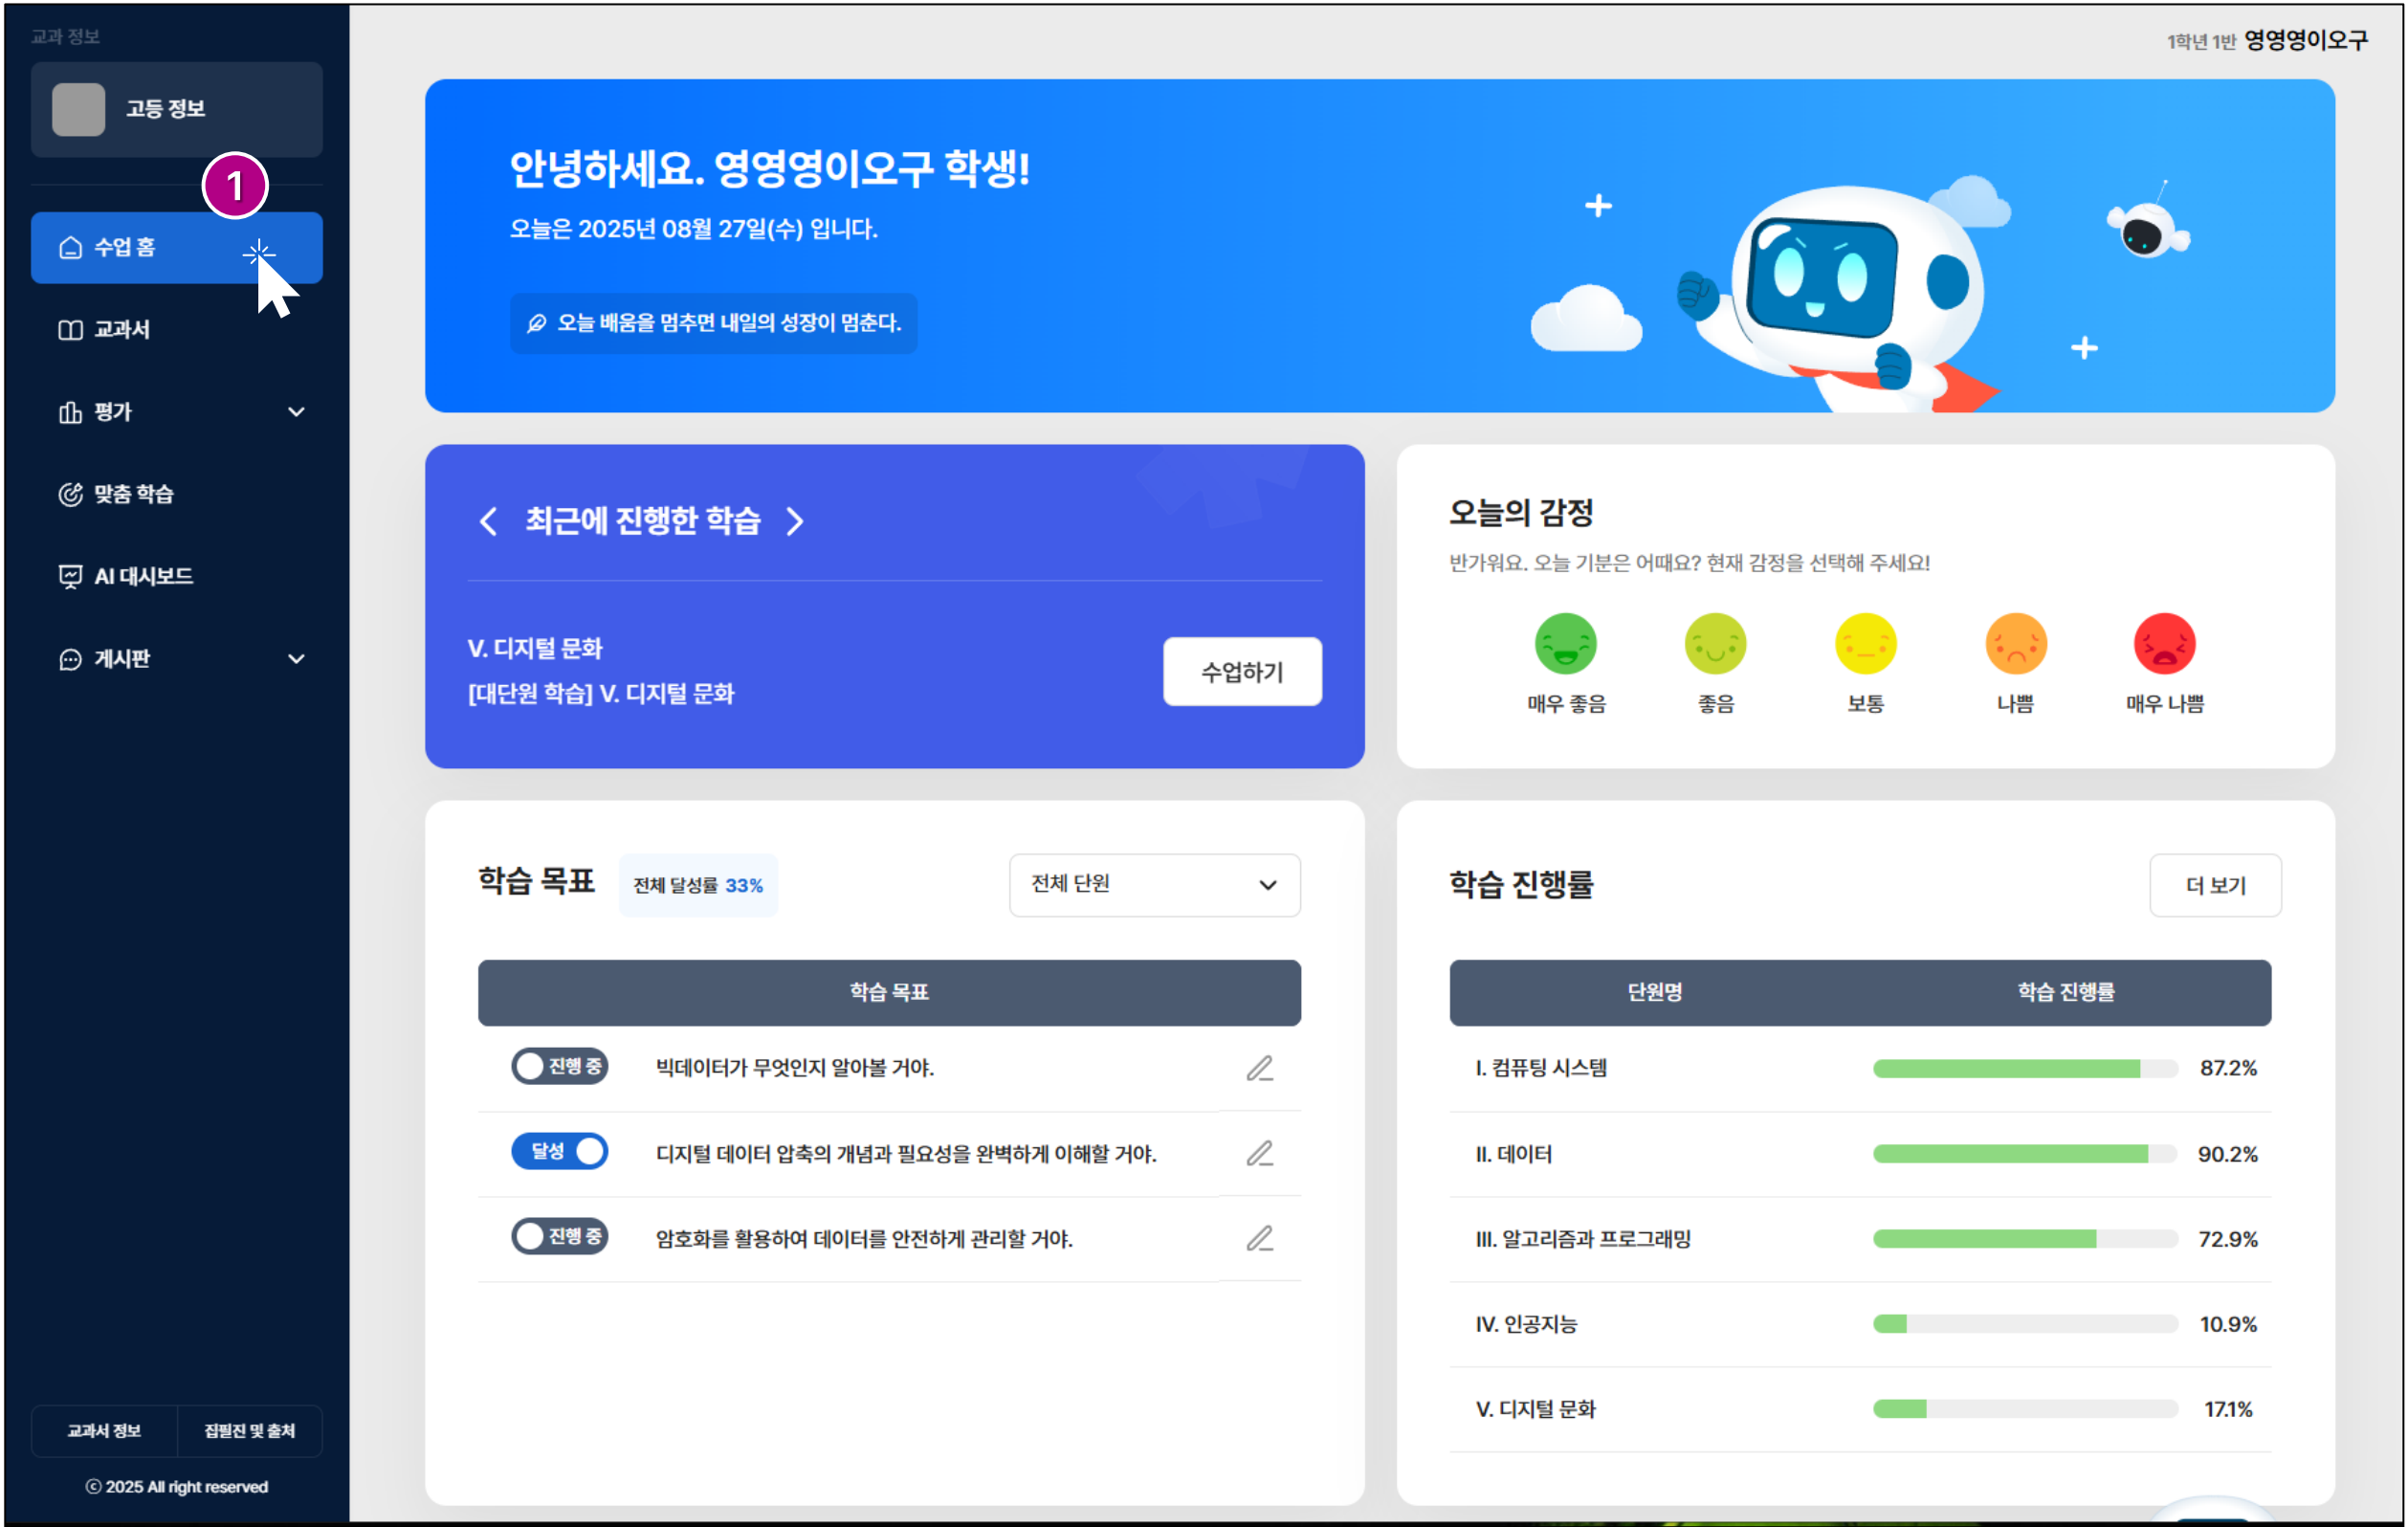 교과 정보
고등 정보
1
수업 홈
교과서
평가
맞춤 학습
AI 대시보드
게시판
교과서 정보
집필진 및 출처
ⓒ 2025 All right reserved
1학년 1반 영영영이오구
안녕하세요. 영영영이오구 학생!
오늘은 2025년 08월 27일(수) 입니다.
오늘 배움을 멈추면 내일의 성장이 멈춘다.
최근에 진행한 학습
V. 디지털 문화
[대단원 학습] V. 디지털 문화
수업하기
오늘의 감정
반가워요. 오늘 기분은 어때요? 현재 감정을 선택해 주세요!
매우 좋음
좋음
보통
나쁨
매우 나쁨
학습 목표
전체 달성률 33%
전체 단원
학습 목표
진행 중 빅데이터가 무엇인지 알아볼 거야.
달성 디지털 데이터 압축의 개념과 필요성을 완벽하게 이해할 거야.
진행 중 암호화를 활용하여 데이터를 안전하게 관리할 거야.
학습 진행률
더 보기
단원명 학습 진행률
I. 컴퓨팅 시스템 87.2%
II. 데이터 90.2%
III. 알고리즘과 프로그래밍 72.9%
IV. 인공지능 10.9%
V. 디지털 문화 17.1%